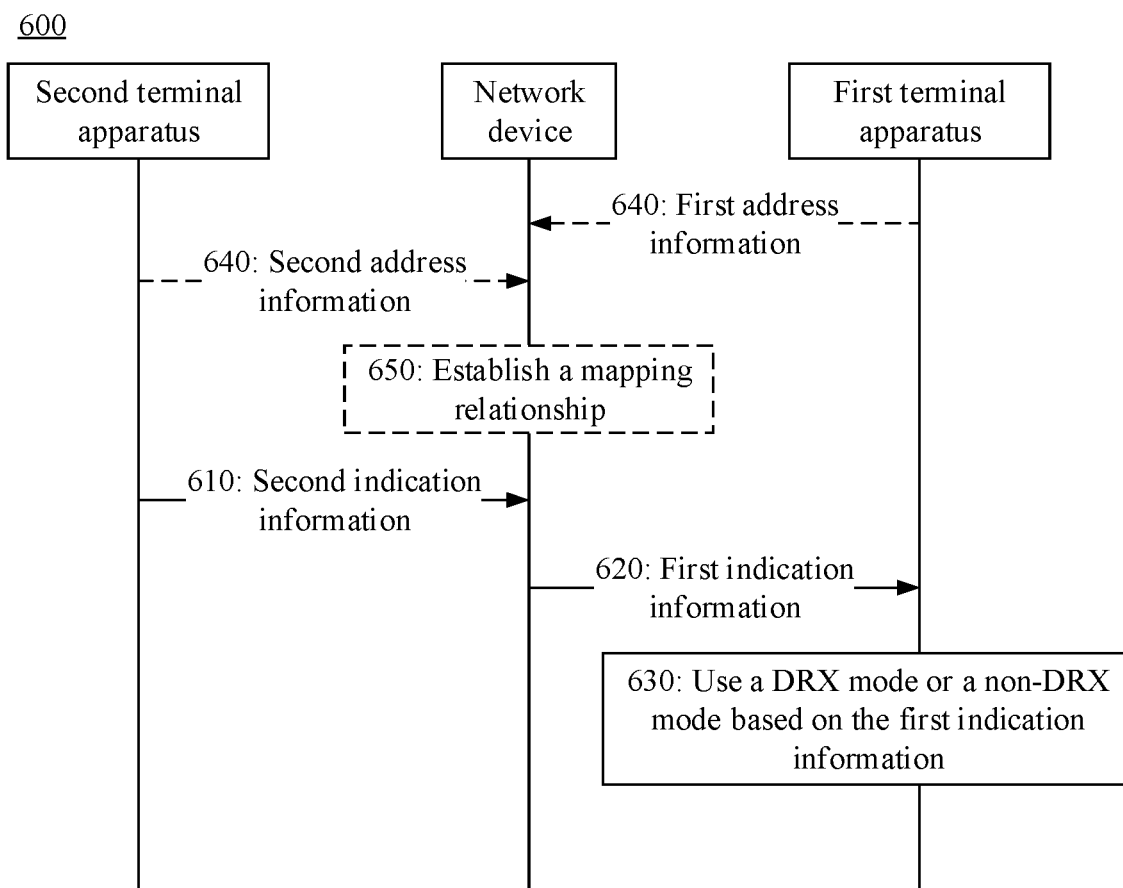 600
Second terminal
apparatus
Network
device
First terminal
apparatus
640: First address
information
640: Second address
information
650: Establish a mapping
relationship
610: Second indication
information
620: First indication
information
630: Use a DRX mode or a non-DRX
mode based on the first indication
information